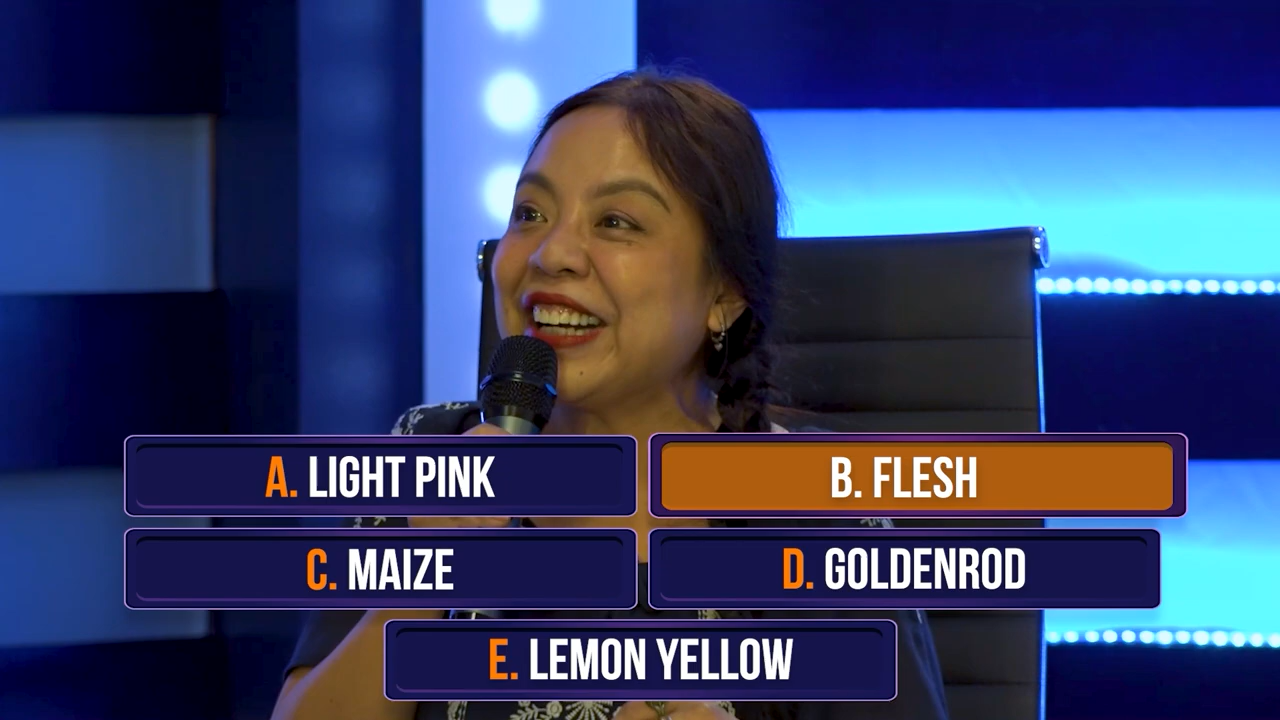 A. LIGHT PINK
B. FLESH
C. MAIZE
D. GOLDENROD
E. LEMON YELLOW